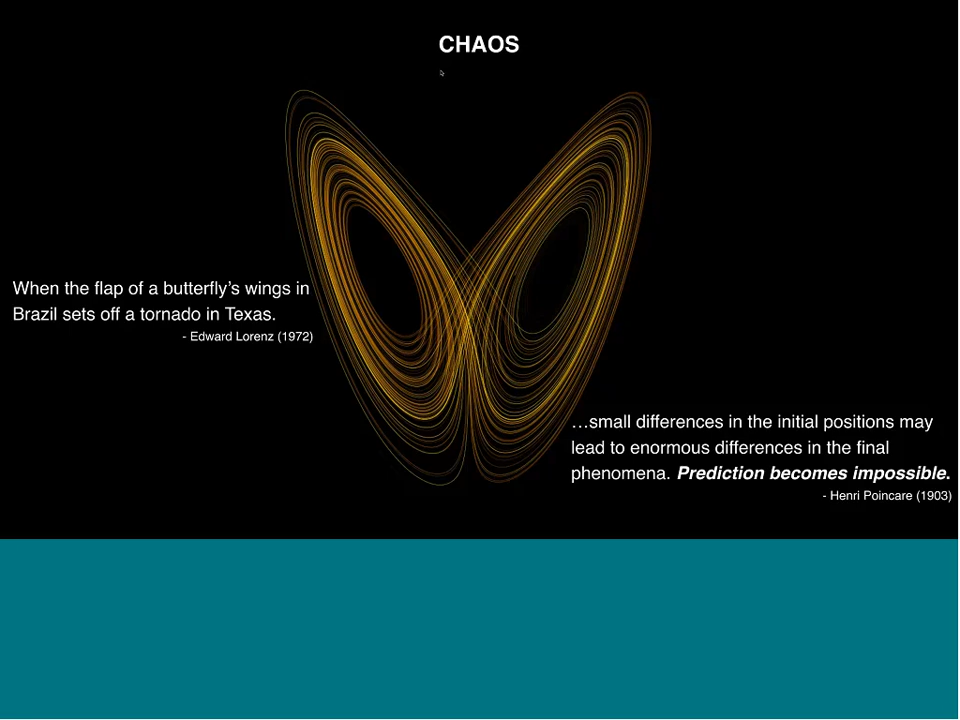 CHAOS
When the flap of a butterfly’s wings in
Brazil sets off a tornado in Texas.
- Edward Lorenz (1972)
…small differences in the initial positions may
lead to enormous differences in the final
phenomena. Prediction becomes impossible.
- Henri Poincare (1903)